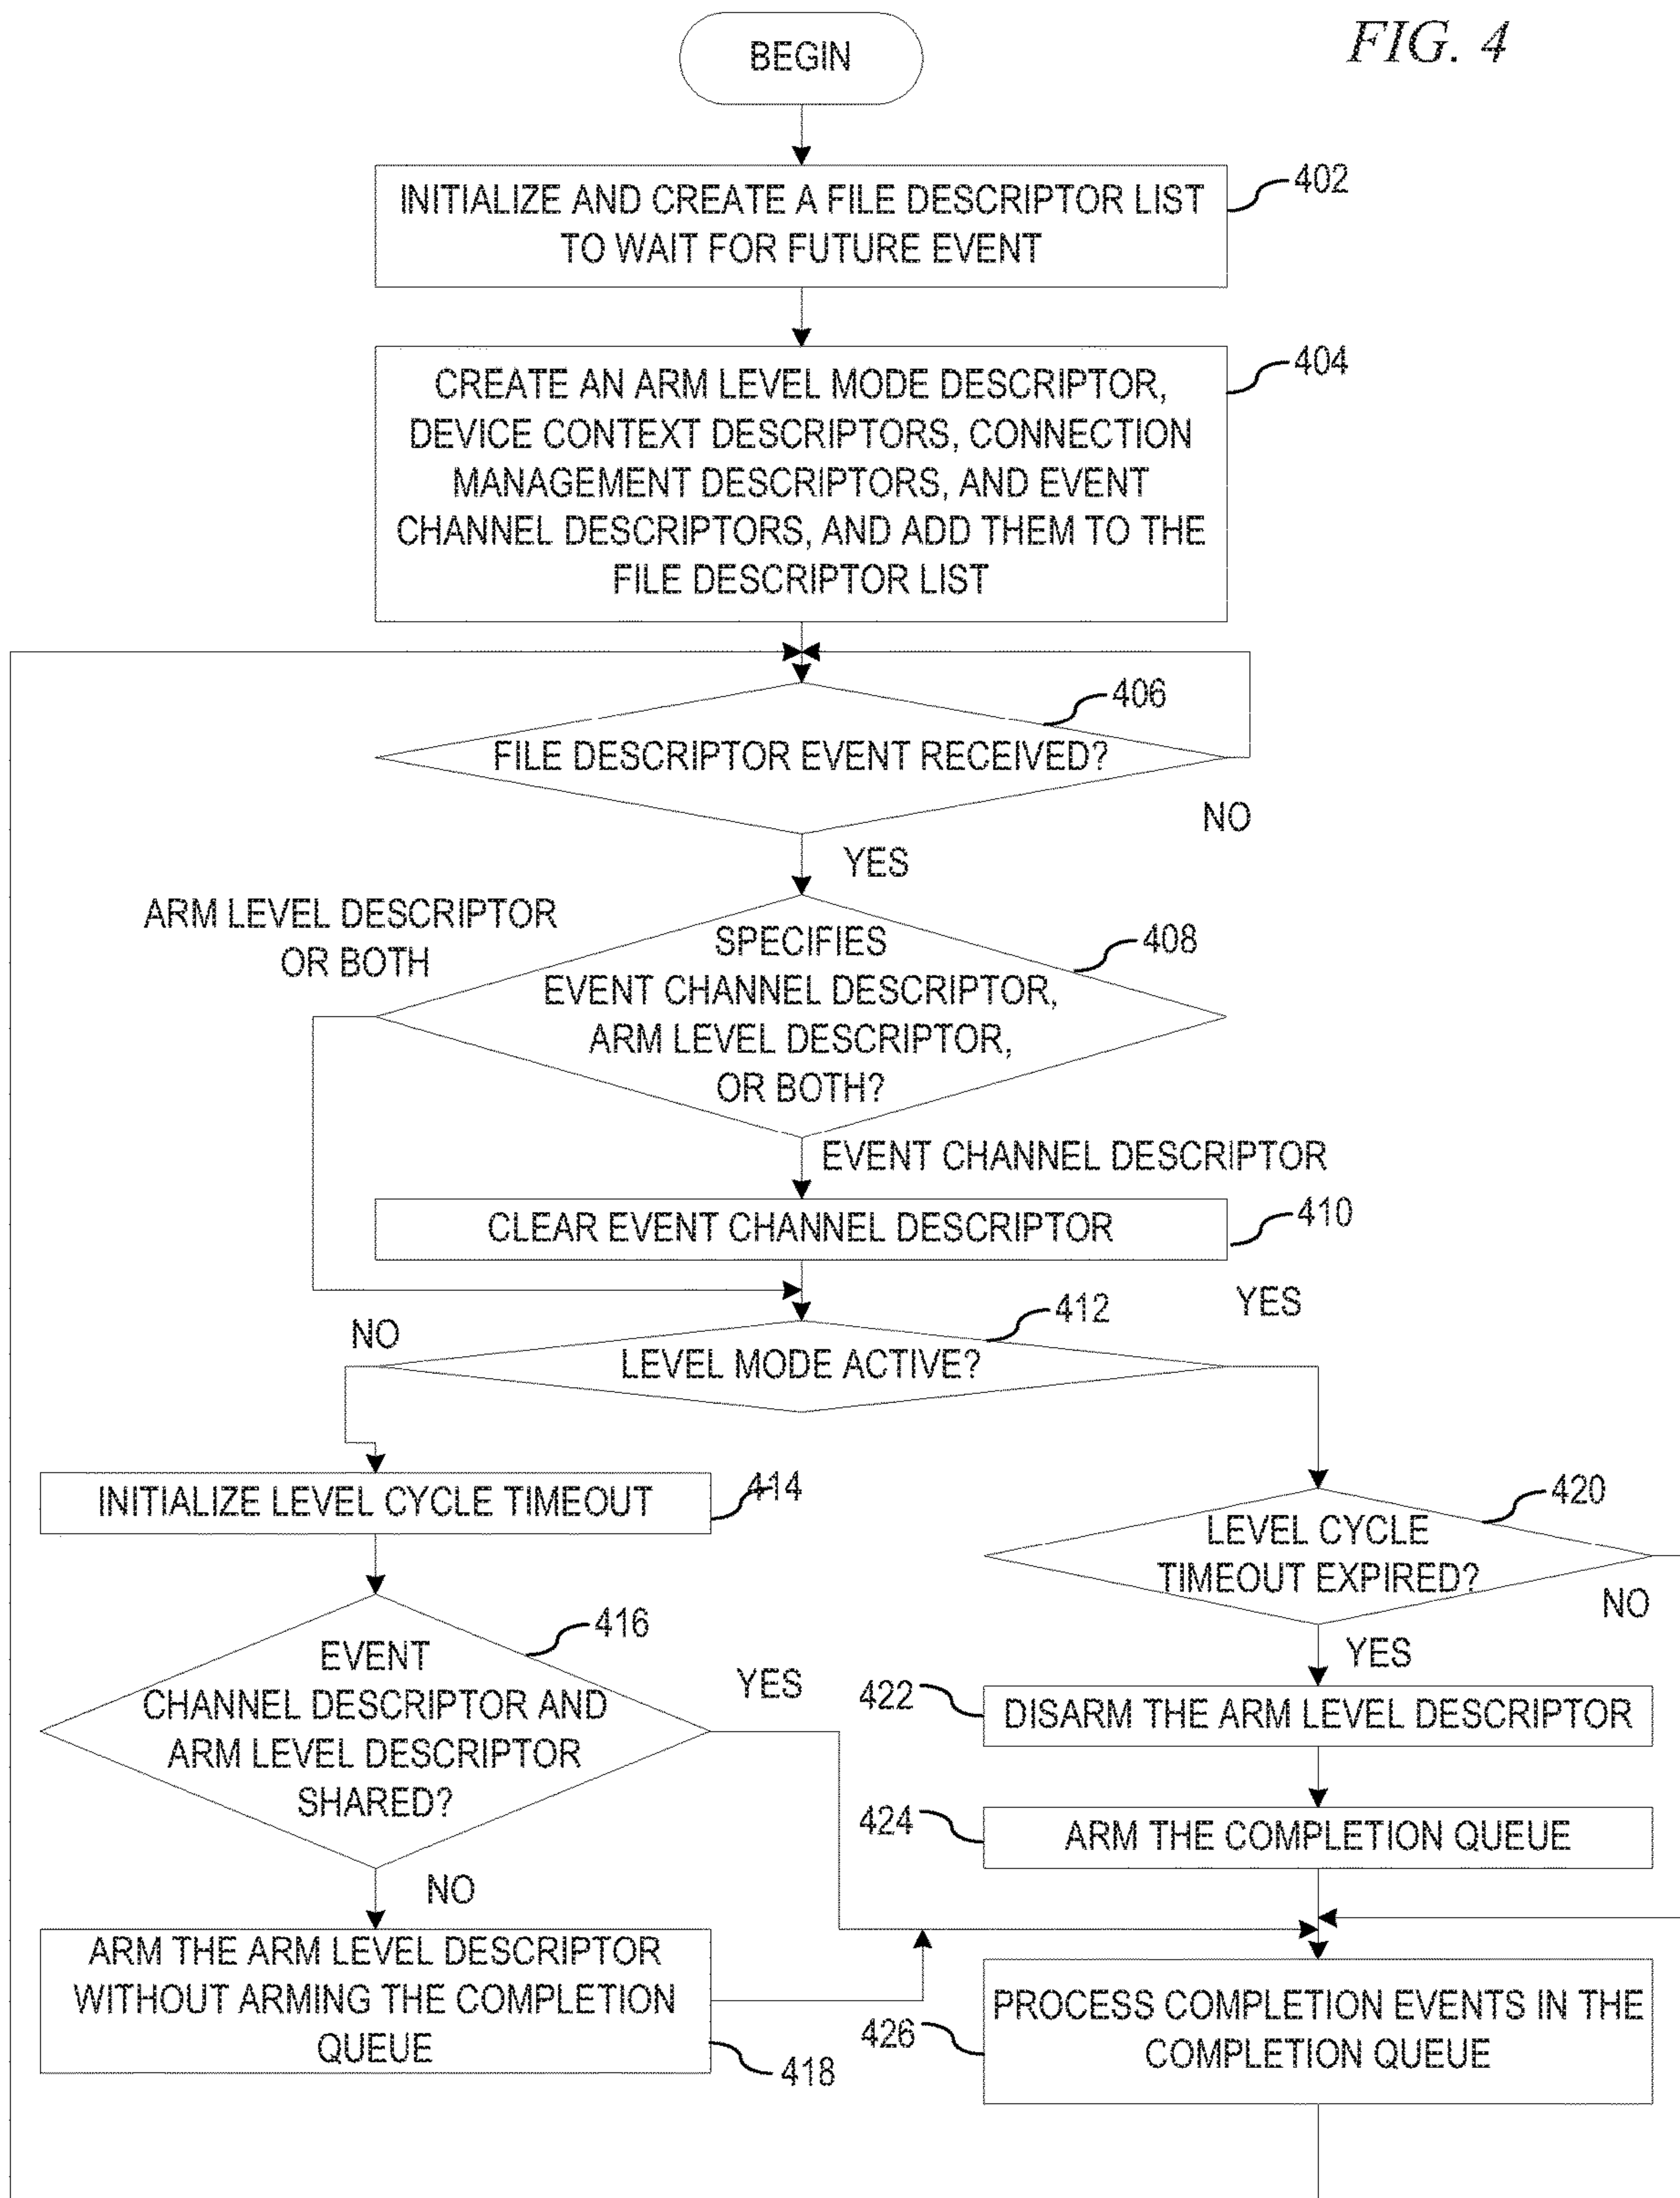 FIG. 4
BEGIN
INITIALIZE AND CREATE A FILE DESCRIPTOR LIST
TO WAIT FOR FUTURE EVENT
402
CREATE AN ARM LEVEL MODE DESCRIPTOR,
DEVICE CONTEXT DESCRIPTORS, CONNECTION
MANAGEMENT DESCRIPTORS, AND EVENT
CHANNEL DESCRIPTORS, AND ADD THEM TO THE
FILE DESCRIPTOR LIST
404
406
FILE DESCRIPTOR EVENT RECEIVED?
NO
YES
ARM LEVEL DESCRIPTOR
OR BOTH
SPECIFIES
EVENT CHANNEL DESCRIPTOR,
ARM LEVEL DESCRIPTOR,
OR BOTH?
408
EVENT CHANNEL DESCRIPTOR
CLEAR EVENT CHANNEL DESCRIPTOR
410
YES
412
NO
LEVEL MODE ACTIVE?
INITIALIZE LEVEL CYCLE TIMEOUT
414
420
LEVEL CYCLE
TIMEOUT EXPIRED?
NO
YES
416
EVENT
CHANNEL DESCRIPTOR AND
ARM LEVEL DESCRIPTOR
SHARED?
YES
NO
422
DISARM THE ARM LEVEL DESCRIPTOR
424
ARM THE COMPLETION QUEUE
ARM THE ARM LEVEL DESCRIPTOR
WITHOUT ARMING THE COMPLETION
QUEUE
418
426
PROCESS COMPLETION EVENTS IN THE
COMPLETION QUEUE